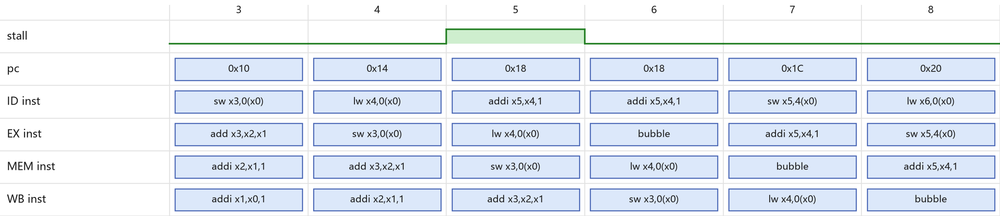 3 4 5 6 7 8
stall
pc 0x10 0x14 0x18 0x18 0x1C 0x20
ID inst sw x3,0(x0) lw x4,0(x0) addi x5,x4,1 addi x5,x4,1 sw x5,4(x0) lw x6,0(x0)
EX inst add x3,x2,x1 sw x3,0(x0) lw x4,0(x0) bubble addi x5,x4,1 sw x5,4(x0)
MEM inst addi x2,x1,1 add x3,x2,x1 sw x3,0(x0) lw x4,0(x0) bubble addi x5,x4,1
WB inst addi x1,x0,1 addi x2,x1,1 add x3,x2,x1 sw x3,0(x0) lw x4,0(x0) bubble